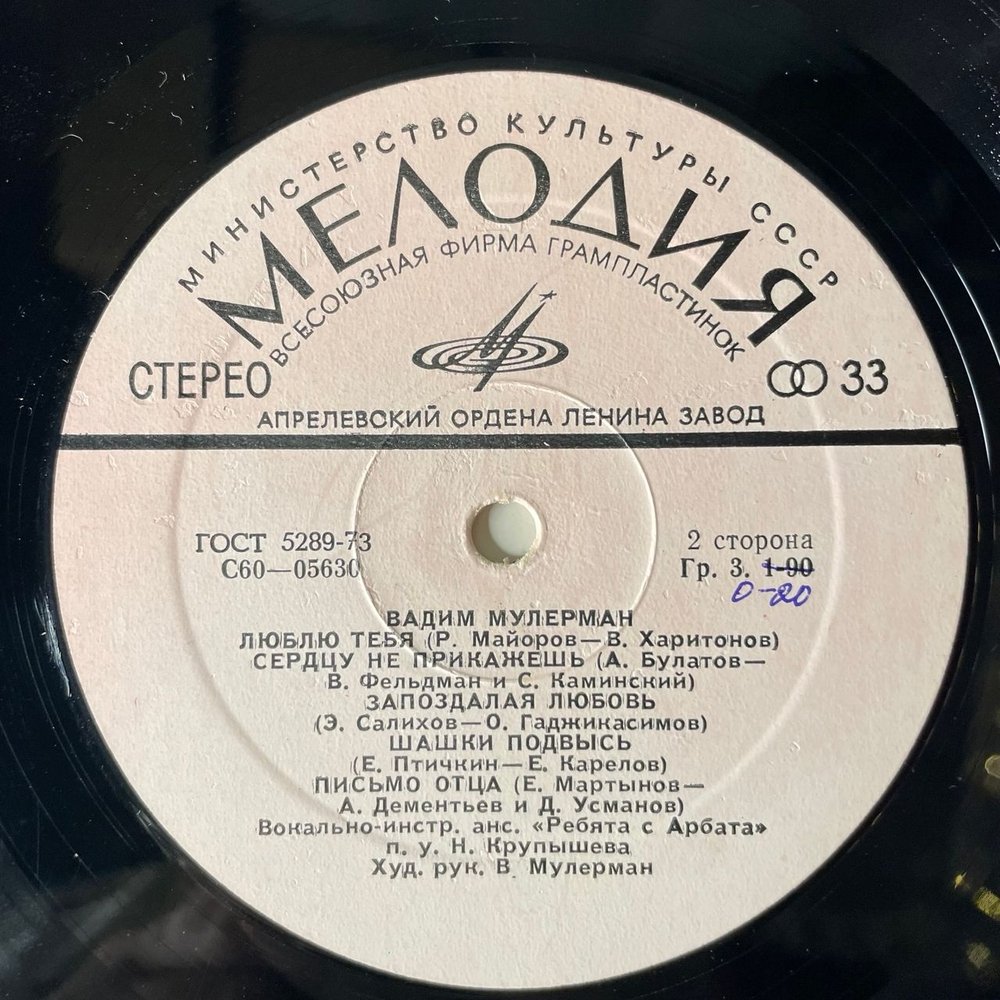 МИНИСТЕРСТВО КУЛЬТУРЫ СССР
МЕЛОДИЯ
ВСЕСОЮЗНАЯ ФИРМА ГРАМПЛАСТИНОК
СТЕРЕО
33
АПРЕЛЕВСКИЙ ОРДЕНА ЛЕНИНА ЗАВОД
ГОСТ 5289-73
2 сторона
С60—05630
Гр. 3. 1-90
0-20
ВАДИМ МУЛЕРМАН
ЛЮБЛЮ ТЕБЯ (Р. Майоров—В. Харитонов)
СЕРДЦУ НЕ ПРИКАЖЕШЬ (А. Булатов—
В. Фельдман и С. Каминский)
ЗАПОЗДАЛАЯ ЛЮБОВЬ
(Э. Салихов—О. Гаджикасимов)
ШАШКИ ПОДВЫСЬ
(Е. Птичкин—Е. Карелов)
ПИСЬМО ОТЦА (Е. Мартынов—
А. Дементьев и Д. Усманов)
Вокально-инстр. анс. «Ребята с Арбата»
п. у. Н. Крупышева
Худ. рук. В. Мулерман